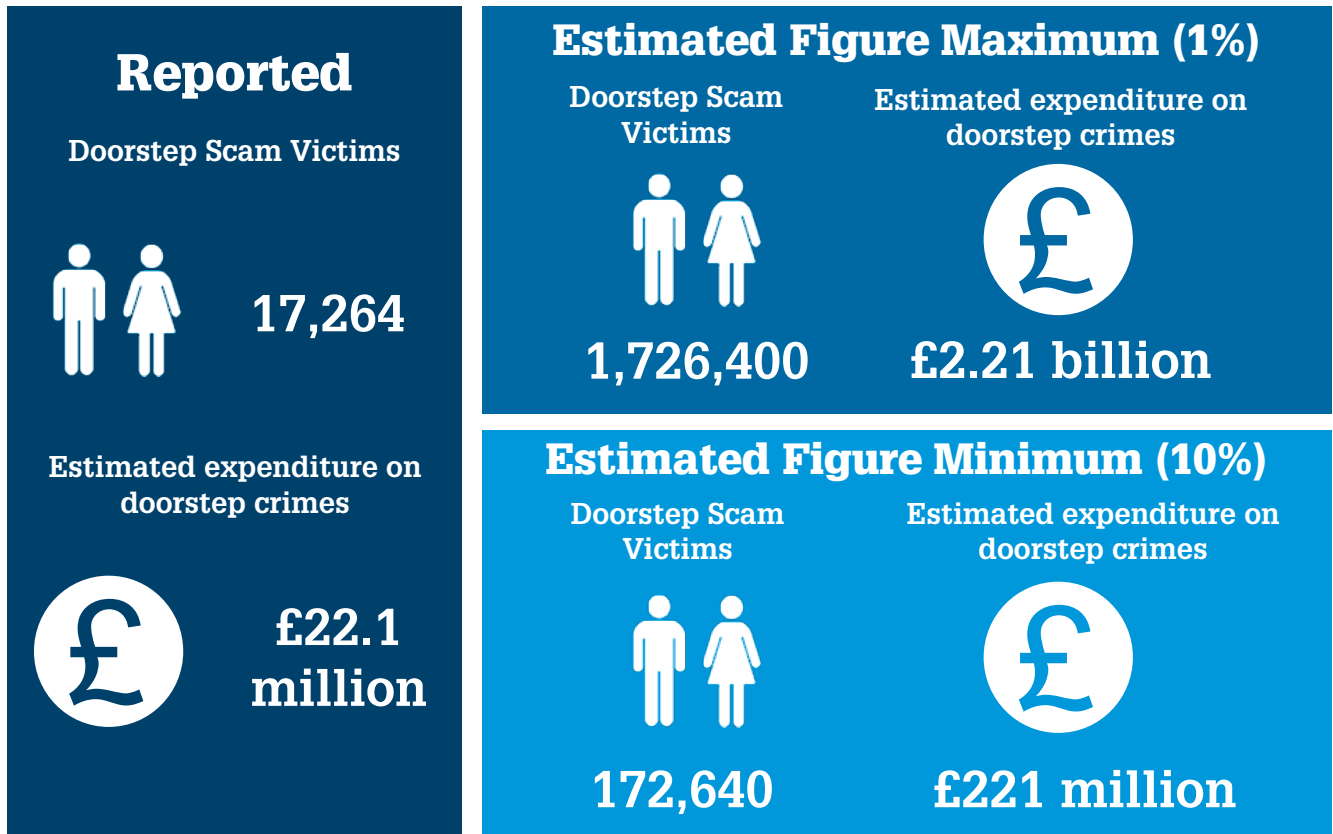 Reported
Doorstep Scam Victims
17,264
Estimated expenditure on
doorstep crimes
£
£22.1
million
Estimated Figure Maximum (1%)
Doorstep Scam
Victims
1,726,400
Estimated expenditure on
doorstep crimes
£
£2.21 billion
Estimated Figure Minimum (10%)
Doorstep Scam
Victims
172,640
Estimated expenditure on
doorstep crimes
£
£221 million